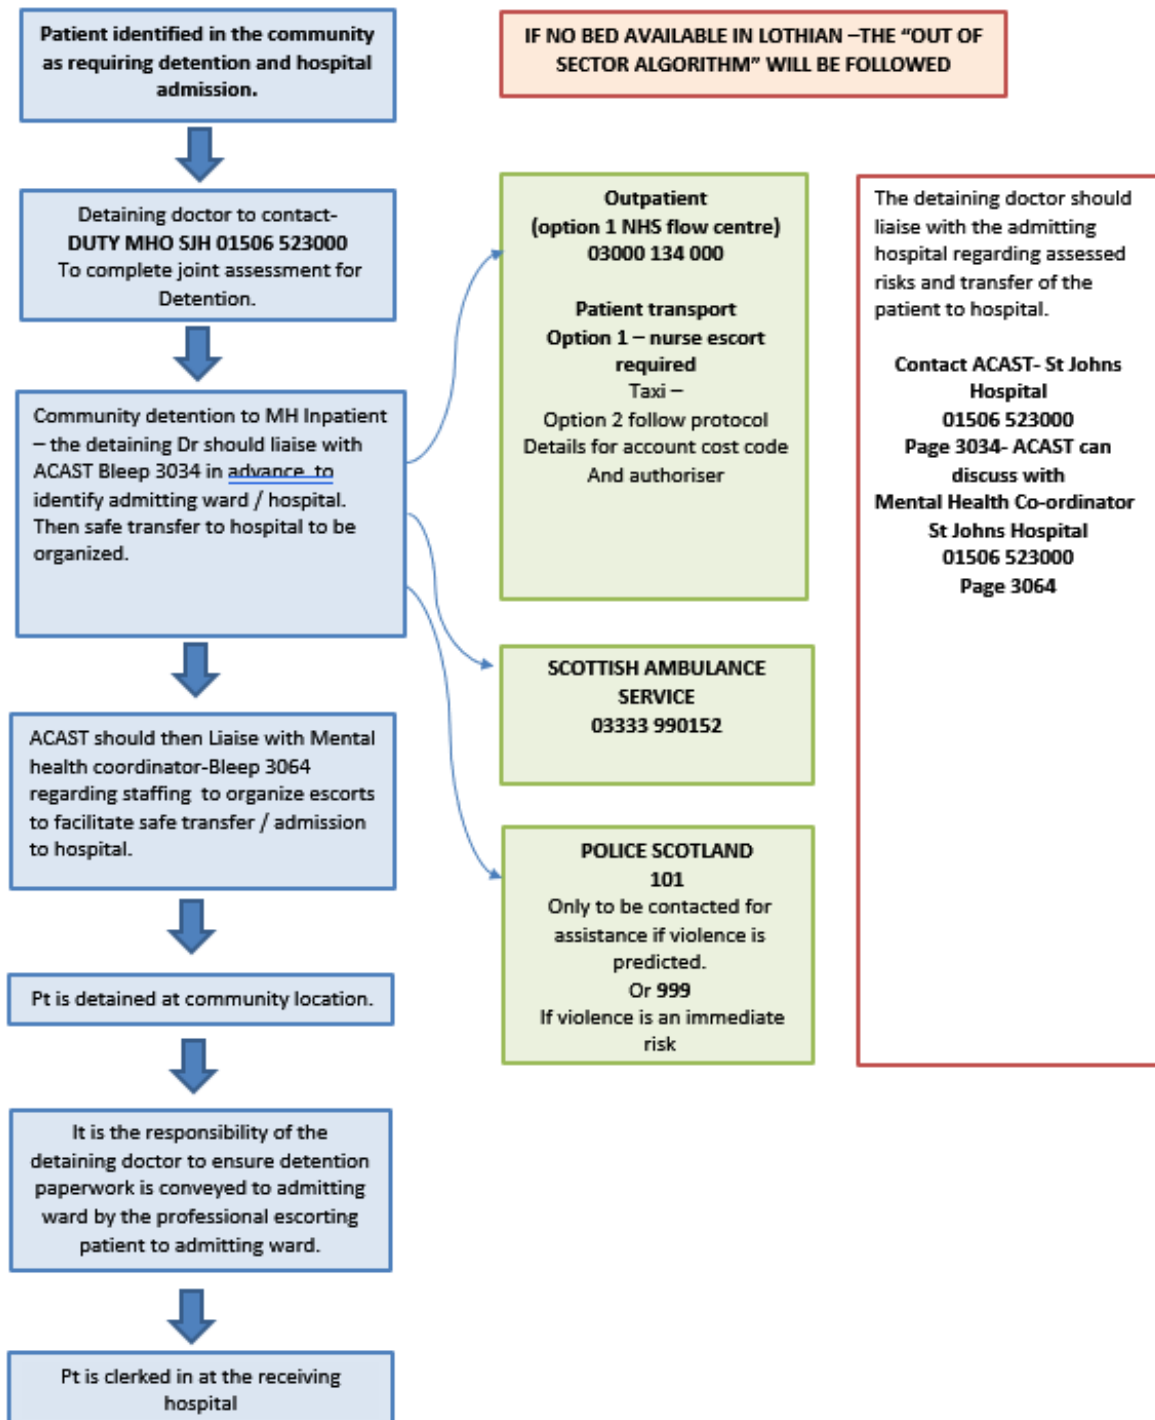 Patient identified in the community
as requiring detention and hospital
admission.
IF NO BED AVAILABLE IN LOTHIAN –THE “OUT OF
SECTOR ALGORITHM” WILL BE FOLLOWED
Detaining doctor to contact-
DUTY MHO SJH 01506 523000
To complete joint assessment for
Detention.
Community detention to MH Inpatient
– the detaining Dr should liaise with
ACAST Bleep 3034 in advance to
identify admitting ward / hospital.
Then safe transfer to hospital to be
organized.
ACAST should then Liaise with Mental
health coordinator-Bleep 3064
regarding staffing to organize escorts
to facilitate safe transfer / admission
to hospital.
Pt is detained at community location.
It is the responsibility of the
detaining doctor to ensure detention
paperwork is conveyed to admitting
ward by the professional escorting
patient to admitting ward.
Pt is clerked in at the receiving
hospital
Outpatient
(option 1 NHS flow centre)
03000 134 000
Patient transport
Option 1 – nurse escort
required
Taxi –
Option 2 follow protocol
Details for account cost code
And authoriser
SCOTTISH AMBULANCE
SERVICE
03333 990152
POLICE SCOTLAND
101
Only to be contacted for
assistance if violence is
predicted.
Or 999
If violence is an immediate
risk
The detaining doctor should
liaise with the admitting
hospital regarding assessed
risks and transfer of the
patient to hospital.
Contact ACAST- St Johns
Hospital
01506 523000
Page 3034- ACAST can
discuss with
Mental Health Co-ordinator
St Johns Hospital
01506 523000
Page 3064